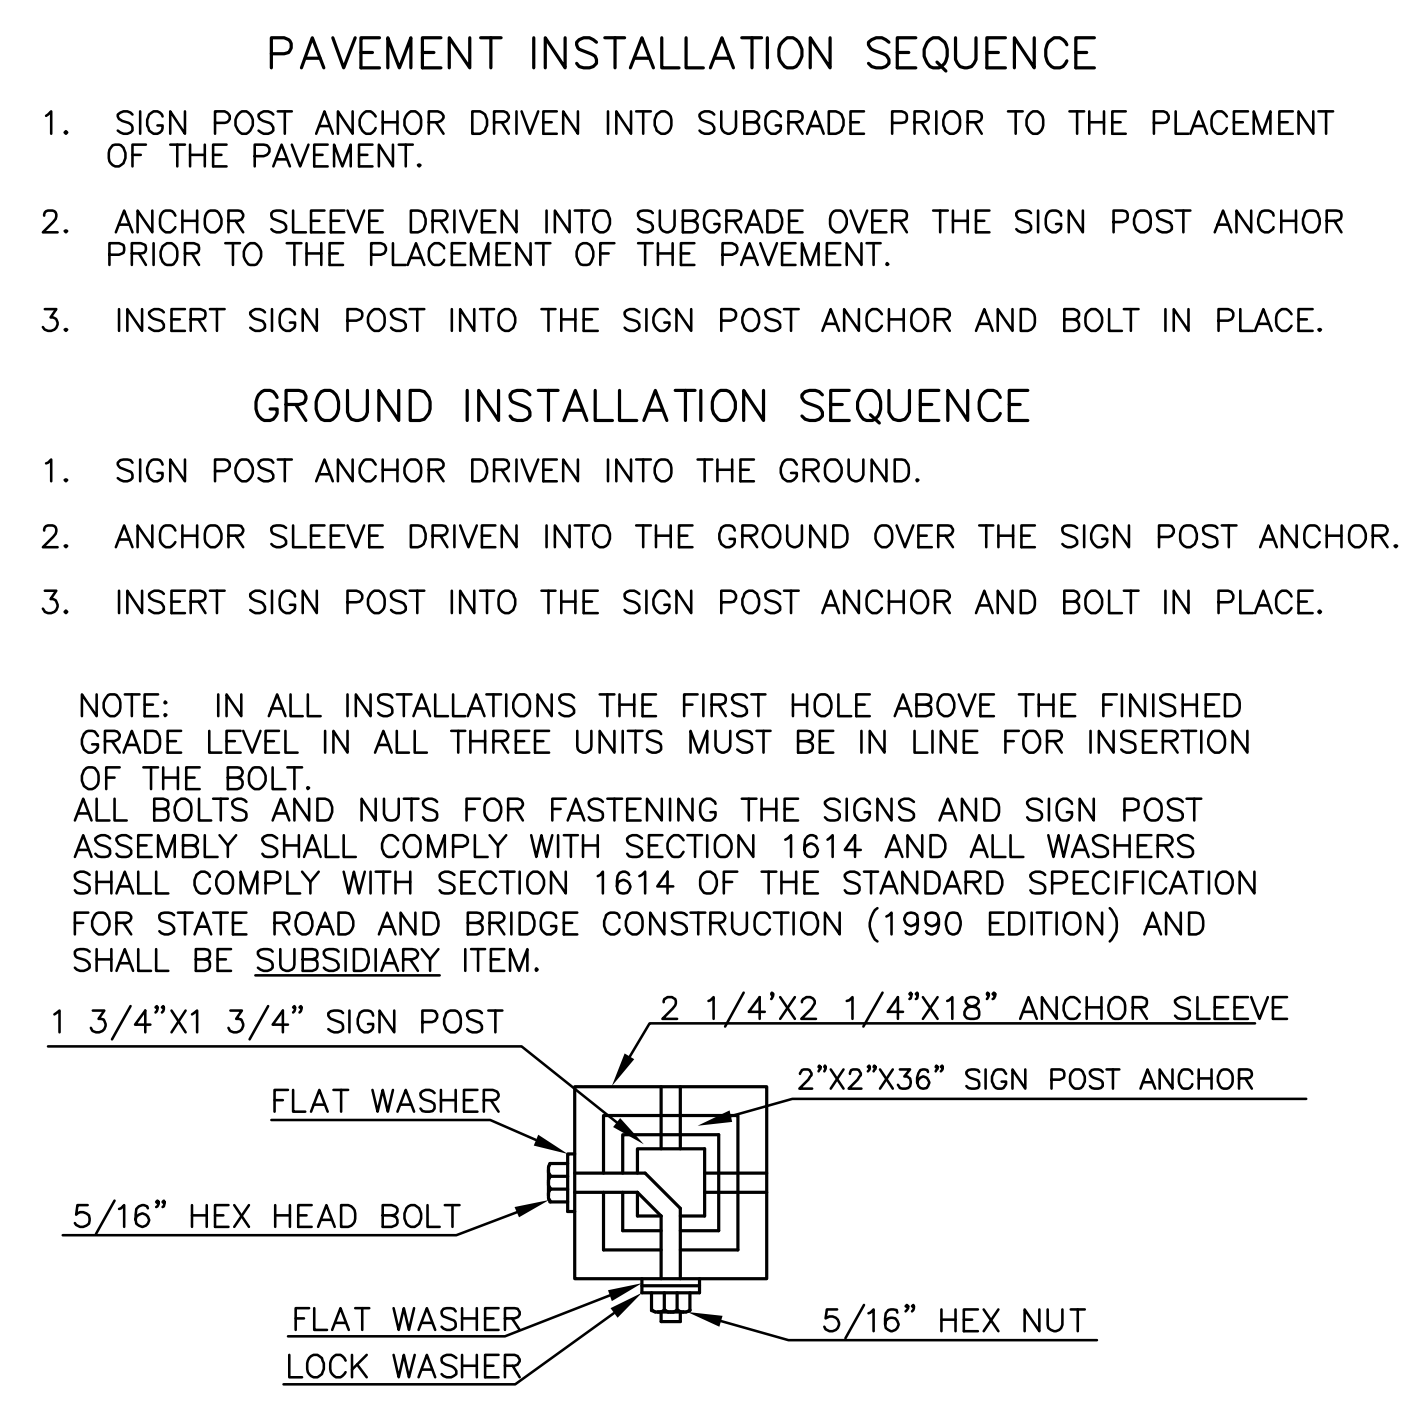 PAVEMENT INSTALLATION SEQUENCE
1. SIGN POST ANCHOR DRIVEN INTO SUBGRADE PRIOR TO THE PLACEMENT
OF THE PAVEMENT.
2. ANCHOR SLEEVE DRIVEN INTO SUBGRADE OVER THE SIGN POST ANCHOR
PRIOR TO THE PLACEMENT OF THE PAVEMENT.
3. INSERT SIGN POST INTO THE SIGN POST ANCHOR AND BOLT IN PLACE.
GROUND INSTALLATION SEQUENCE
1. SIGN POST ANCHOR DRIVEN INTO THE GROUND.
2. ANCHOR SLEEVE DRIVEN INTO THE GROUND OVER THE SIGN POST ANCHOR.
3. INSERT SIGN POST INTO THE SIGN POST ANCHOR AND BOLT IN PLACE.
NOTE: IN ALL INSTALLATIONS THE FIRST HOLE ABOVE THE FINISHED
GRADE LEVEL IN ALL THREE UNITS MUST BE IN LINE FOR INSERTION
OF THE BOLT.
ALL BOLTS AND NUTS FOR FASTENING THE SIGNS AND SIGN POST
ASSEMBLY SHALL COMPLY WITH SECTION 1614 AND ALL WASHERS
SHALL COMPLY WITH SECTION 1614 OF THE STANDARD SPECIFICATION
FOR STATE ROAD AND BRIDGE CONSTRUCTION (1990 EDITION) AND
SHALL BE SUBSIDIARY ITEM.
2 1/4'X2 1/4"X18" ANCHOR SLEEVE
1 3/4"X1 3/4" SIGN POST
2"X2"X36" SIGN POST ANCHOR
FLAT WASHER
5/16" HEX HEAD BOLT
FLAT WASHER
5/16" HEX NUT
LOCK WASHER